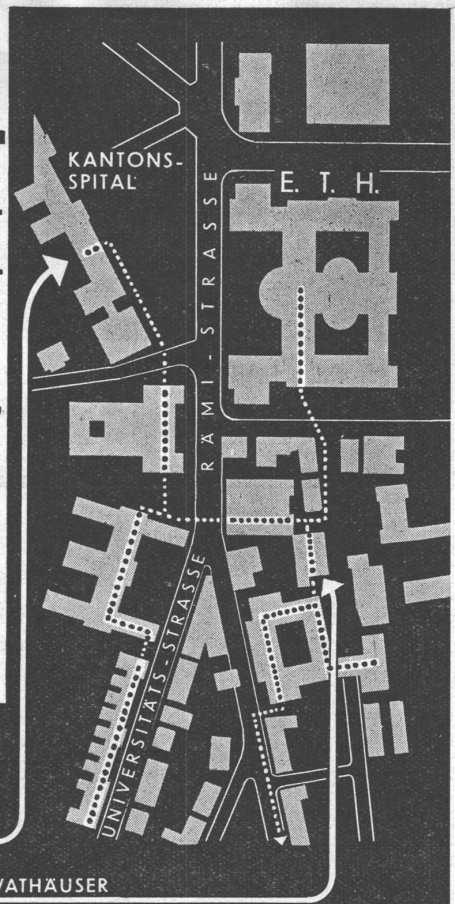 KANTONS-
SPITAL
E. T. H.
RÄMI-STRASSE
UNIVERSITÄTS-STRASSE
VATHÄUSER